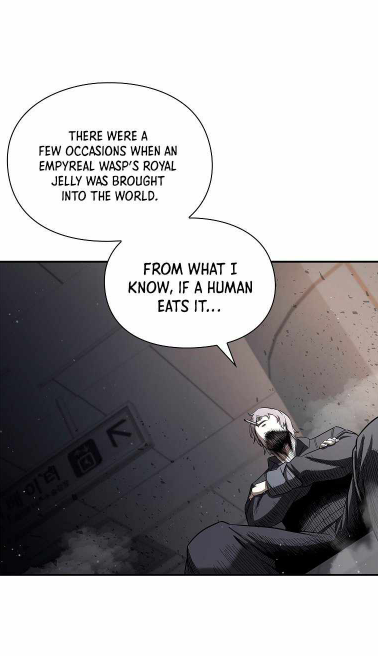 THERE WERE A
FEW OCCASIONS WHEN AN
EMPYREAL WASP'S ROYAL
JELLY WAS BROUGHT
INTO THE WORLD.
FROM WHAT I
KNOW, IF A HUMAN
EATS IT...